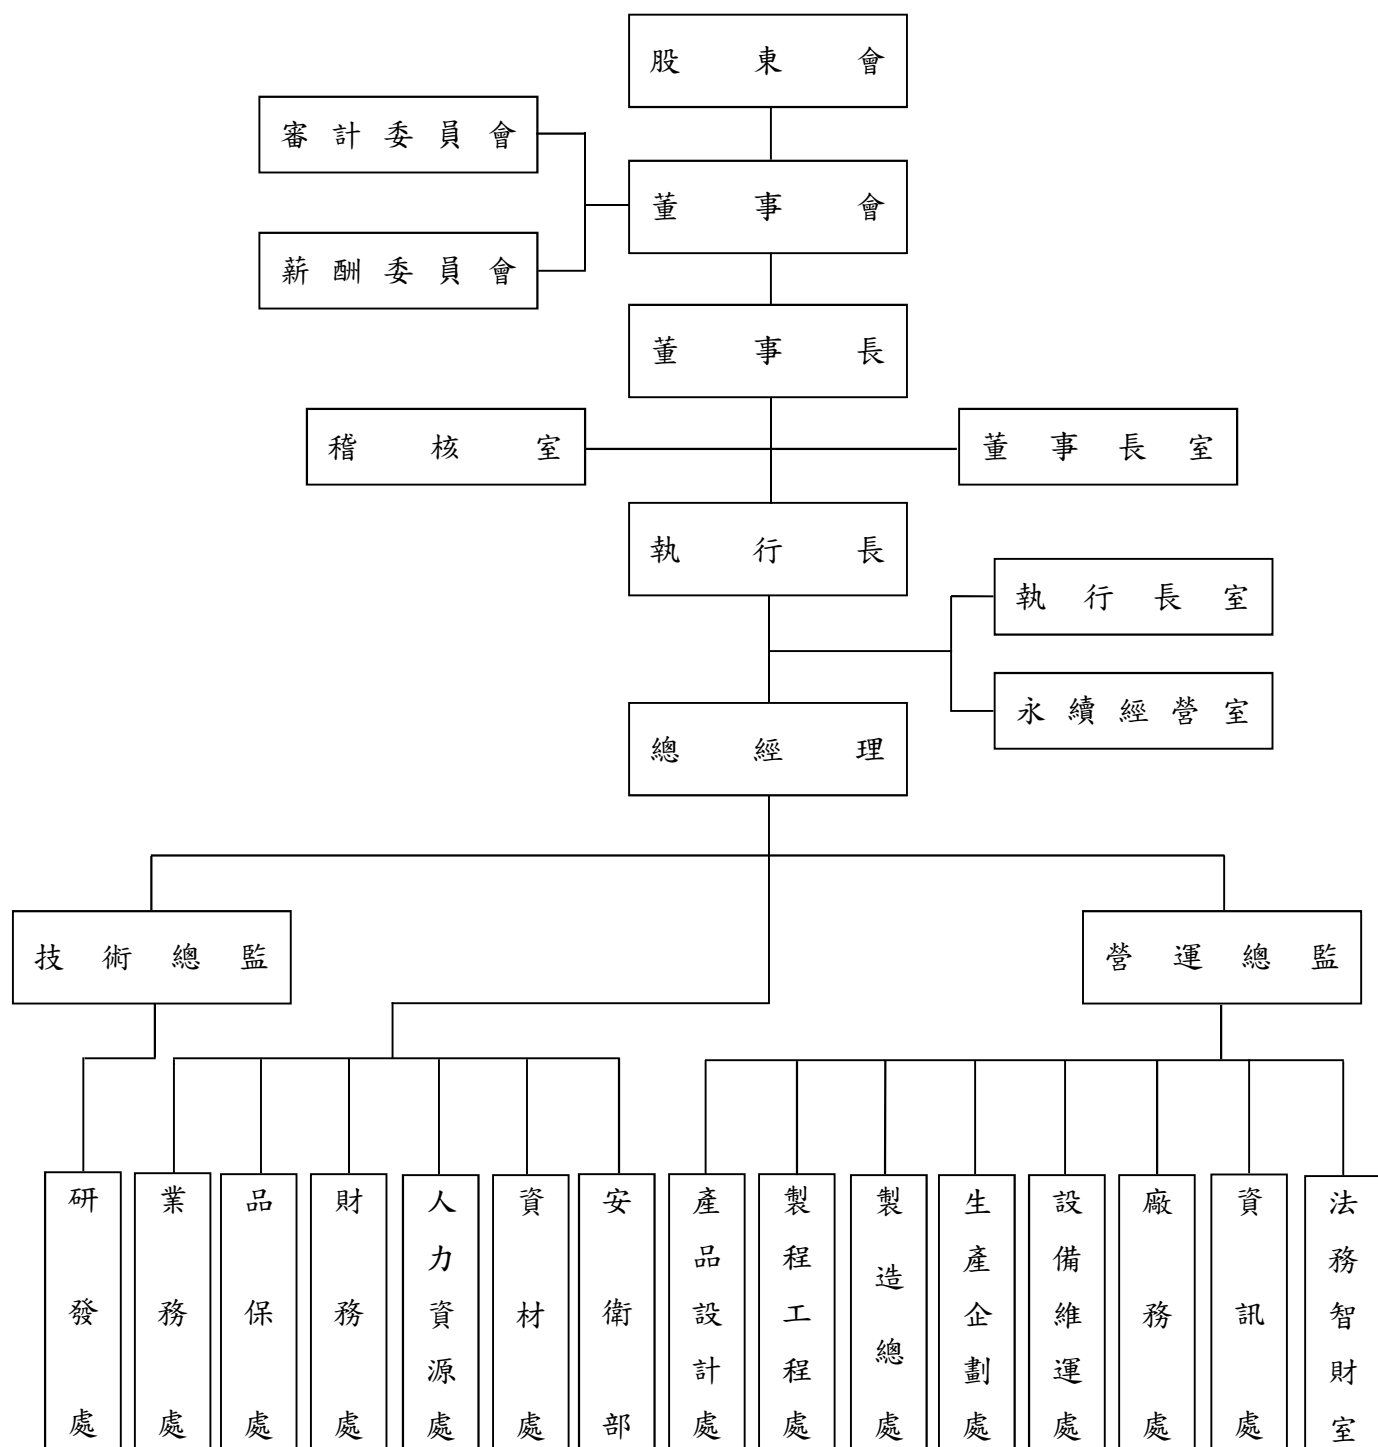 股東會
審計委員會
董事會
薪酬委員會
董事長
稽核室
董事長室
執行長
執行長室
永續經營室
總經理
技術總監
營運總監
研發處
業務處
品保處
財務處
人力資源處
資材處
安衛部
產品設計處
製程工程處
製造總處
生產企劃處
設備維運處
廠務處
資訊處
法務智財室